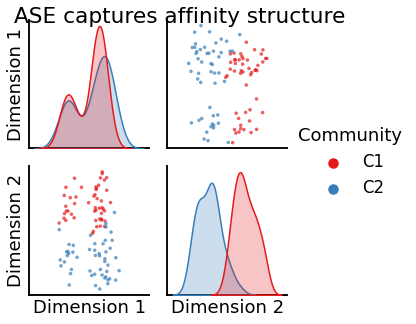 ASE captures affinity structure
Dimension 1
Community
C1
C2
Dimension 2
Dimension 1
Dimension 2